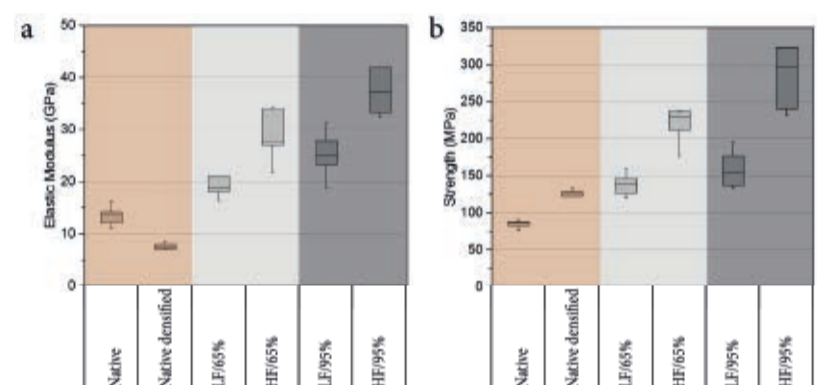 a
50
40
30
20
10
0
Elastic Modulus (GPa)
Native
Native densified
LF/65%
HF/65%
LF/95%
HF/95%
b
350
300
250
200
150
100
50
0
Strength (MPa)
Native
Native densified
LF/65%
HF/65%
LF/95%
HF/95%